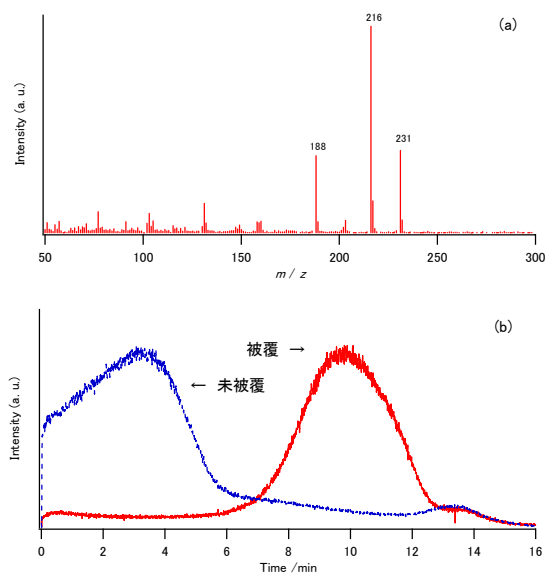 (a)
216
188
231
Intensity (a. u.)
50 100 150 200 250 300
m / z
(b)
被覆 →
← 未被覆
Intensity (a. u.)
0 2 4 6 8 10 12 14 16
Time /min